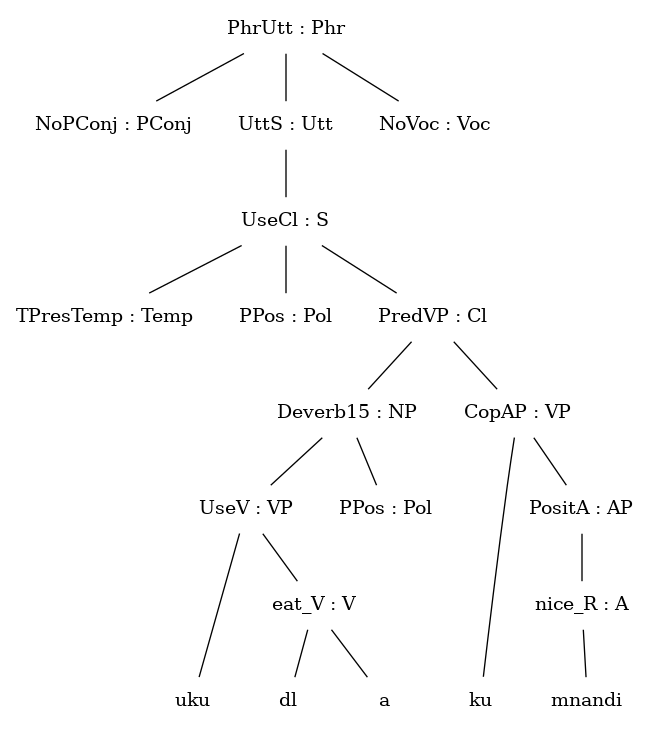 PhrUtt : Phr
NoPConj : PConj UttS : Utt NoVoc : Voc
UseCl : S
TPresTemp : Temp PPos : Pol PredVP : Cl
Deverb15 : NP CopAP : VP
UseV : VP PPos : Pol PositA : AP
eat_V : V nice_R : A
uku dl a ku mnandi